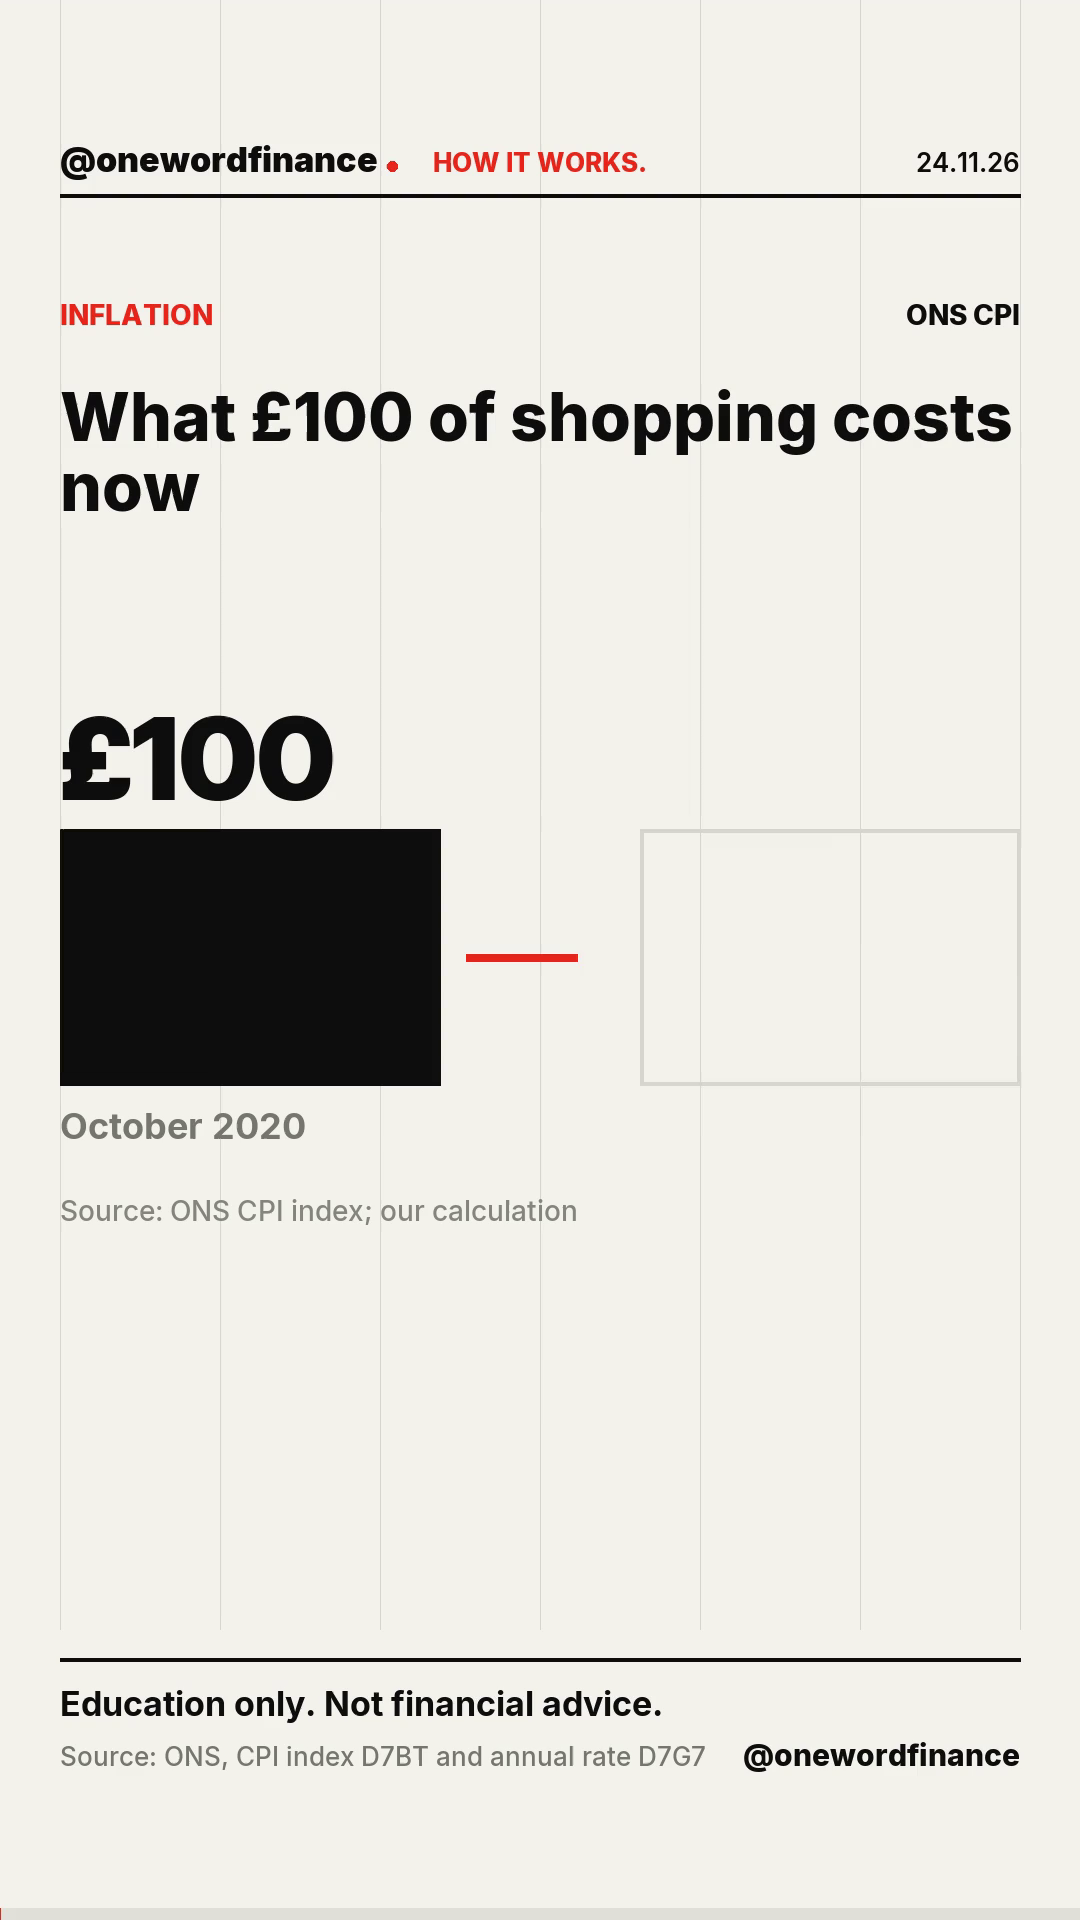 @onewordfinance
HOW IT WORKS.
24.11.26
INFLATION
ONS CPI
What £100 of shopping costs
now
£100
October 2020
Source: ONS CPI index; our calculation
Education only. Not financial advice.
Source: ONS, CPI index D7BT and annual rate D7G7
@onewordfinance